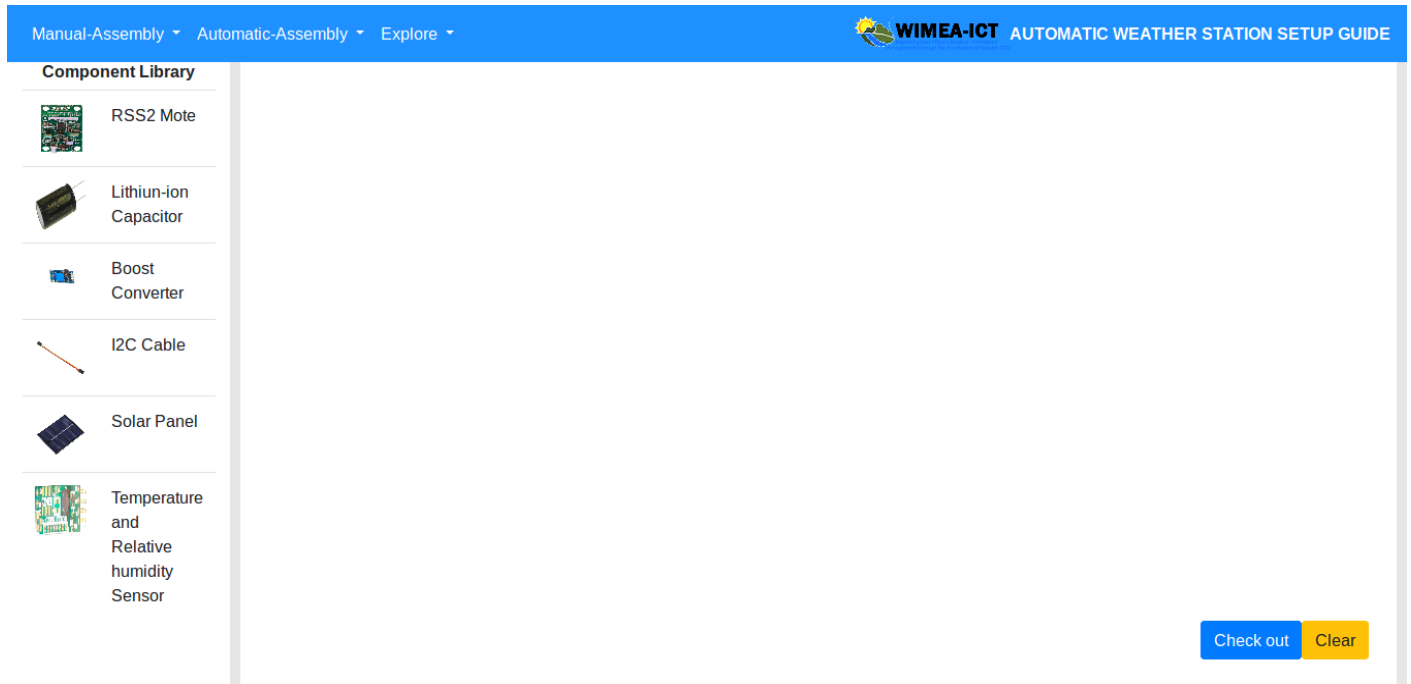 Manual-Assembly Automatic-Assembly Explore WIMEA-ICT AUTOMATIC WEATHER STATION SETUP GUIDE
Component Library
RSS2 Mote
Lithiun-ion
Capacitor
Boost
Converter
I2C Cable
Solar Panel
Temperature
and
Relative
humidity
Sensor
Check out Clear